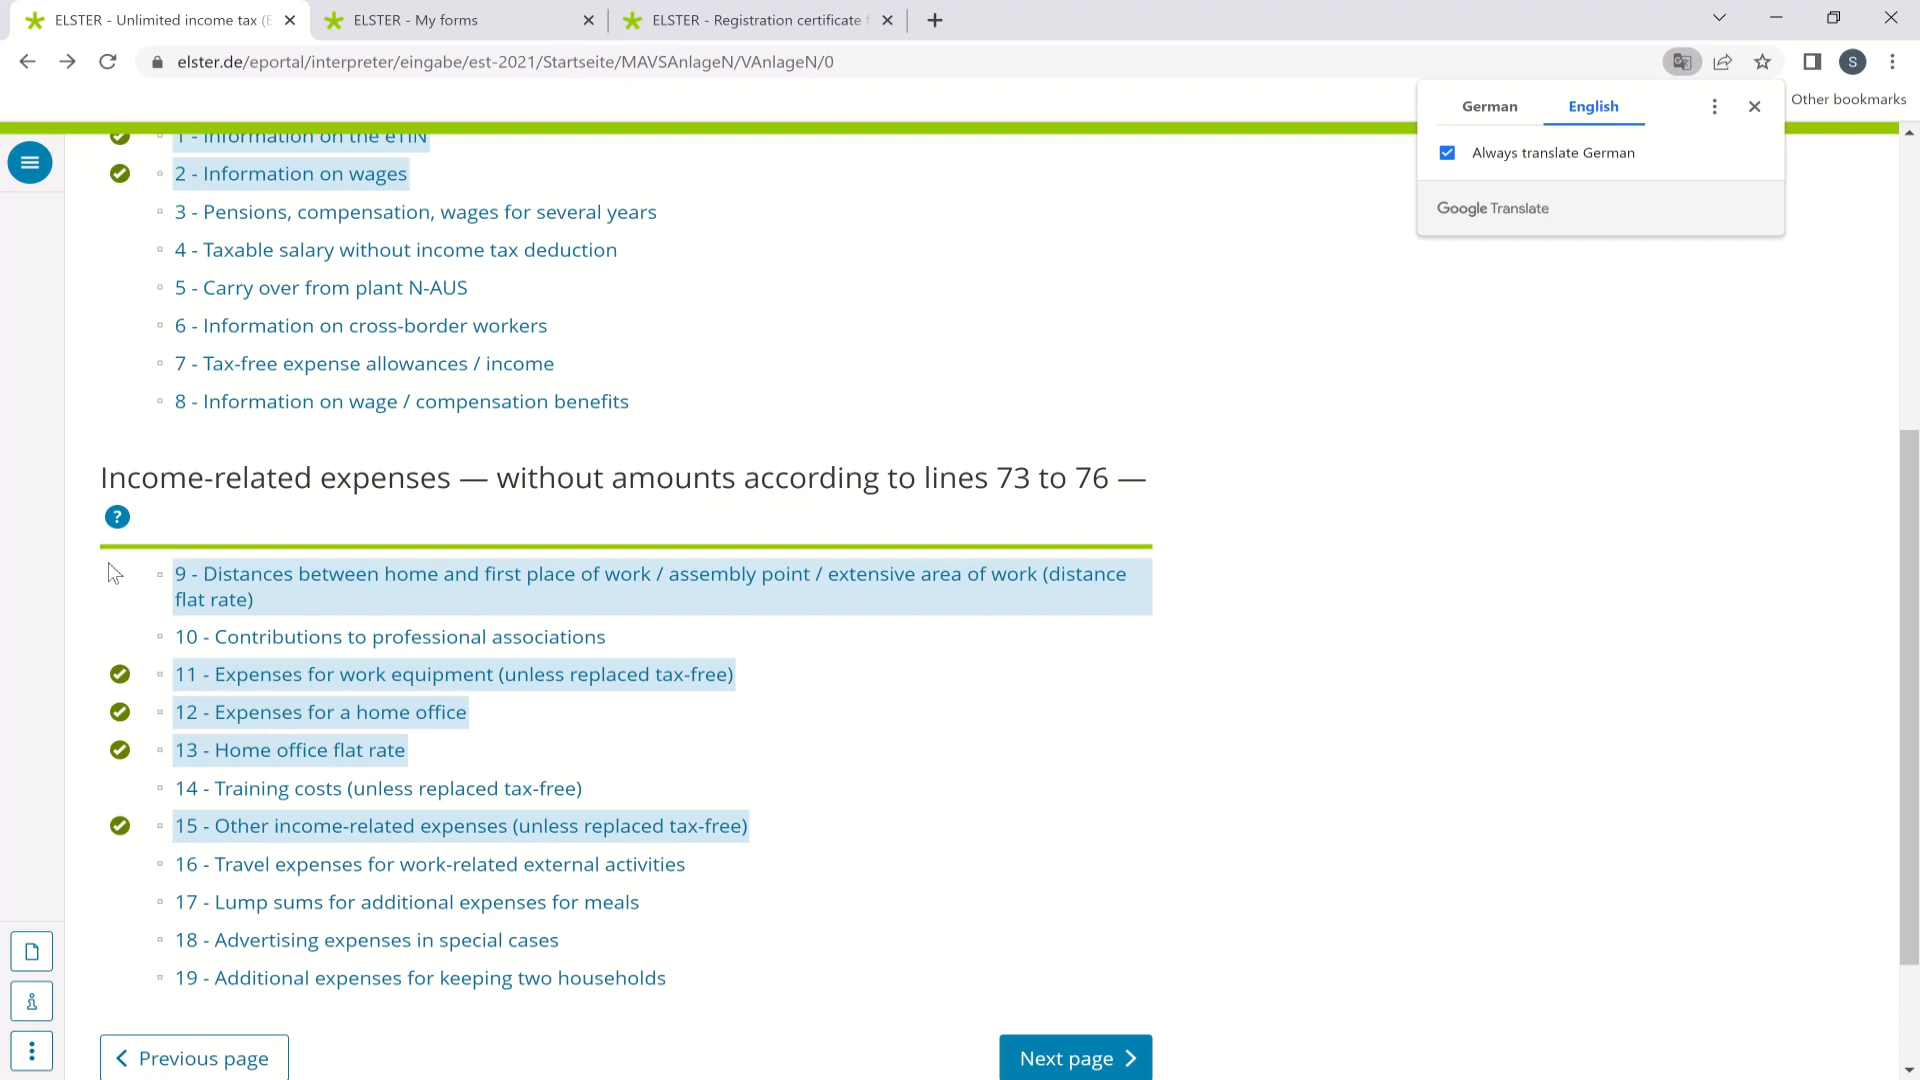 ELSTER - Unlimited income tax (E
ELSTER - My forms
ELSTER - Registration certificate f
elster.de/eportal/interpreter/eingabe/est-2021/Startseite/MAVSAnlageN/VAnlageN/0
S
Other bookmarks
German
English
Always translate German
Google Translate
1 - Information on the eTIN
2 - Information on wages
3 - Pensions, compensation, wages for several years
4 - Taxable salary without income tax deduction
5 - Carry over from plant N-AUS
6 - Information on cross-border workers
7 - Tax-free expense allowances / income
8 - Information on wage / compensation benefits
Income-related expenses — without amounts according to lines 73 to 76 —
?
9 - Distances between home and first place of work / assembly point / extensive area of work (distance
flat rate)
10 - Contributions to professional associations
11 - Expenses for work equipment (unless replaced tax-free)
12 - Expenses for a home office
13 - Home office flat rate
14 - Training costs (unless replaced tax-free)
15 - Other income-related expenses (unless replaced tax-free)
16 - Travel expenses for work-related external activities
17 - Lump sums for additional expenses for meals
18 - Advertising expenses in special cases
19 - Additional expenses for keeping two households
Previous page
Next page